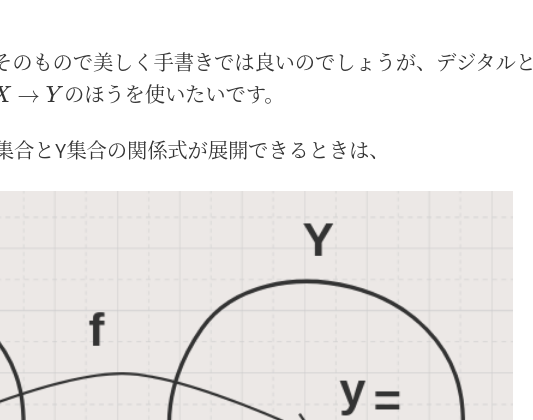 そのもので美しく手書きでは良いのでしょうが、デジタルと
X → Yのほうを使いたいです。
集合とY集合の関係式が展開できるときは、
Y
f
y =